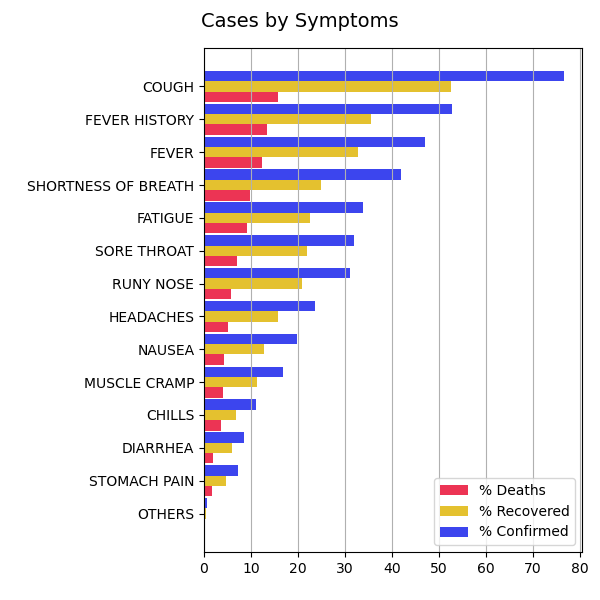 Cases by Symptoms
COUGH
FEVER HISTORY
FEVER
SHORTNESS OF BREATH
FATIGUE
SORE THROAT
RUNY NOSE
HEADACHES
NAUSEA
MUSCLE CRAMP
CHILLS
DIARRHEA
STOMACH PAIN
OTHERS
% Deaths
% Recovered
% Confirmed
0 10 20 30 40 50 60 70 80